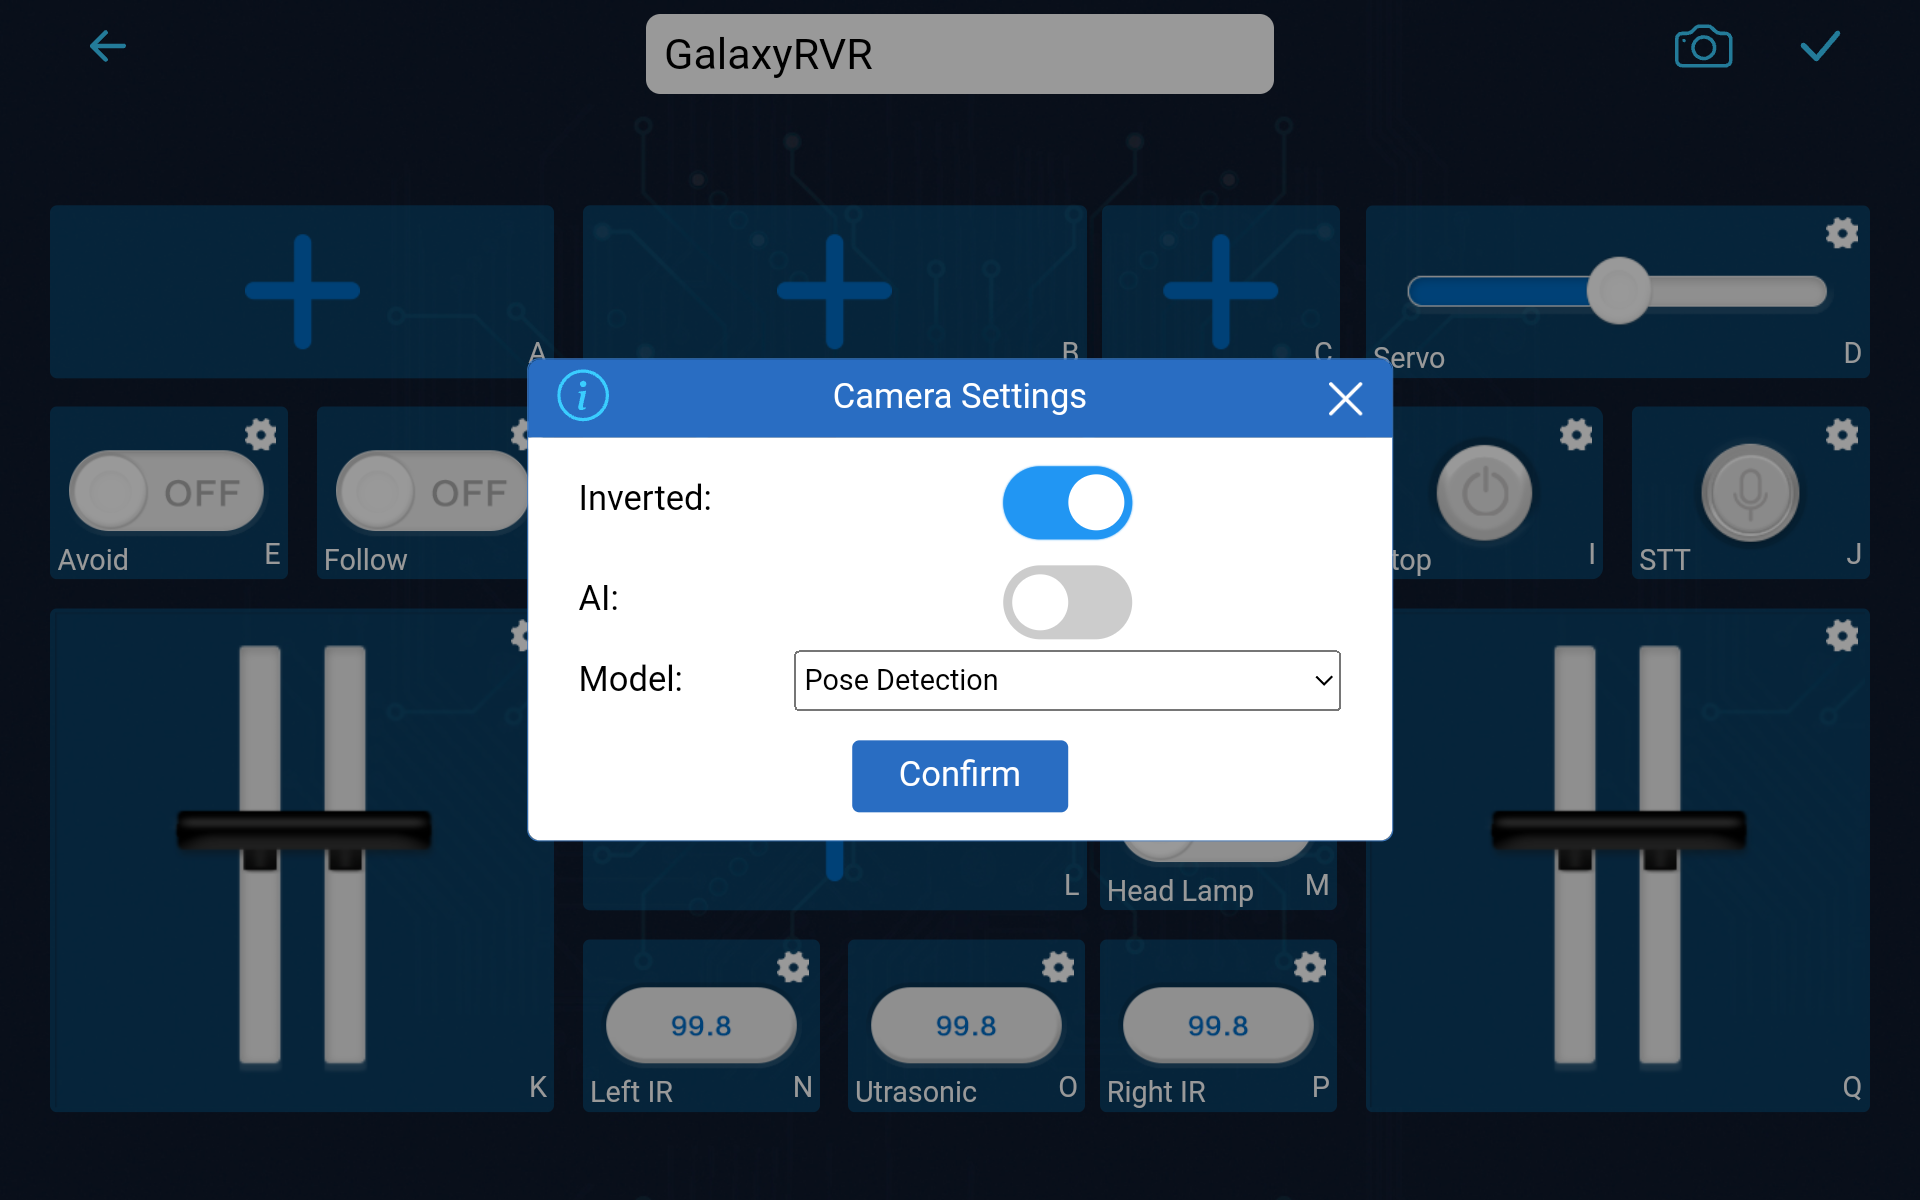 GalaxyRVR
A
B
C
Servo
D
Camera Settings
Inverted:
AI:
Model:
Pose Detection
Confirm
OFF
Avoid
E
OFF
Follow
top
I
STT
J
K
L
Head Lamp
M
99.8
Left IR
N
99.8
Utrasonic
O
99.8
Right IR
P
Q